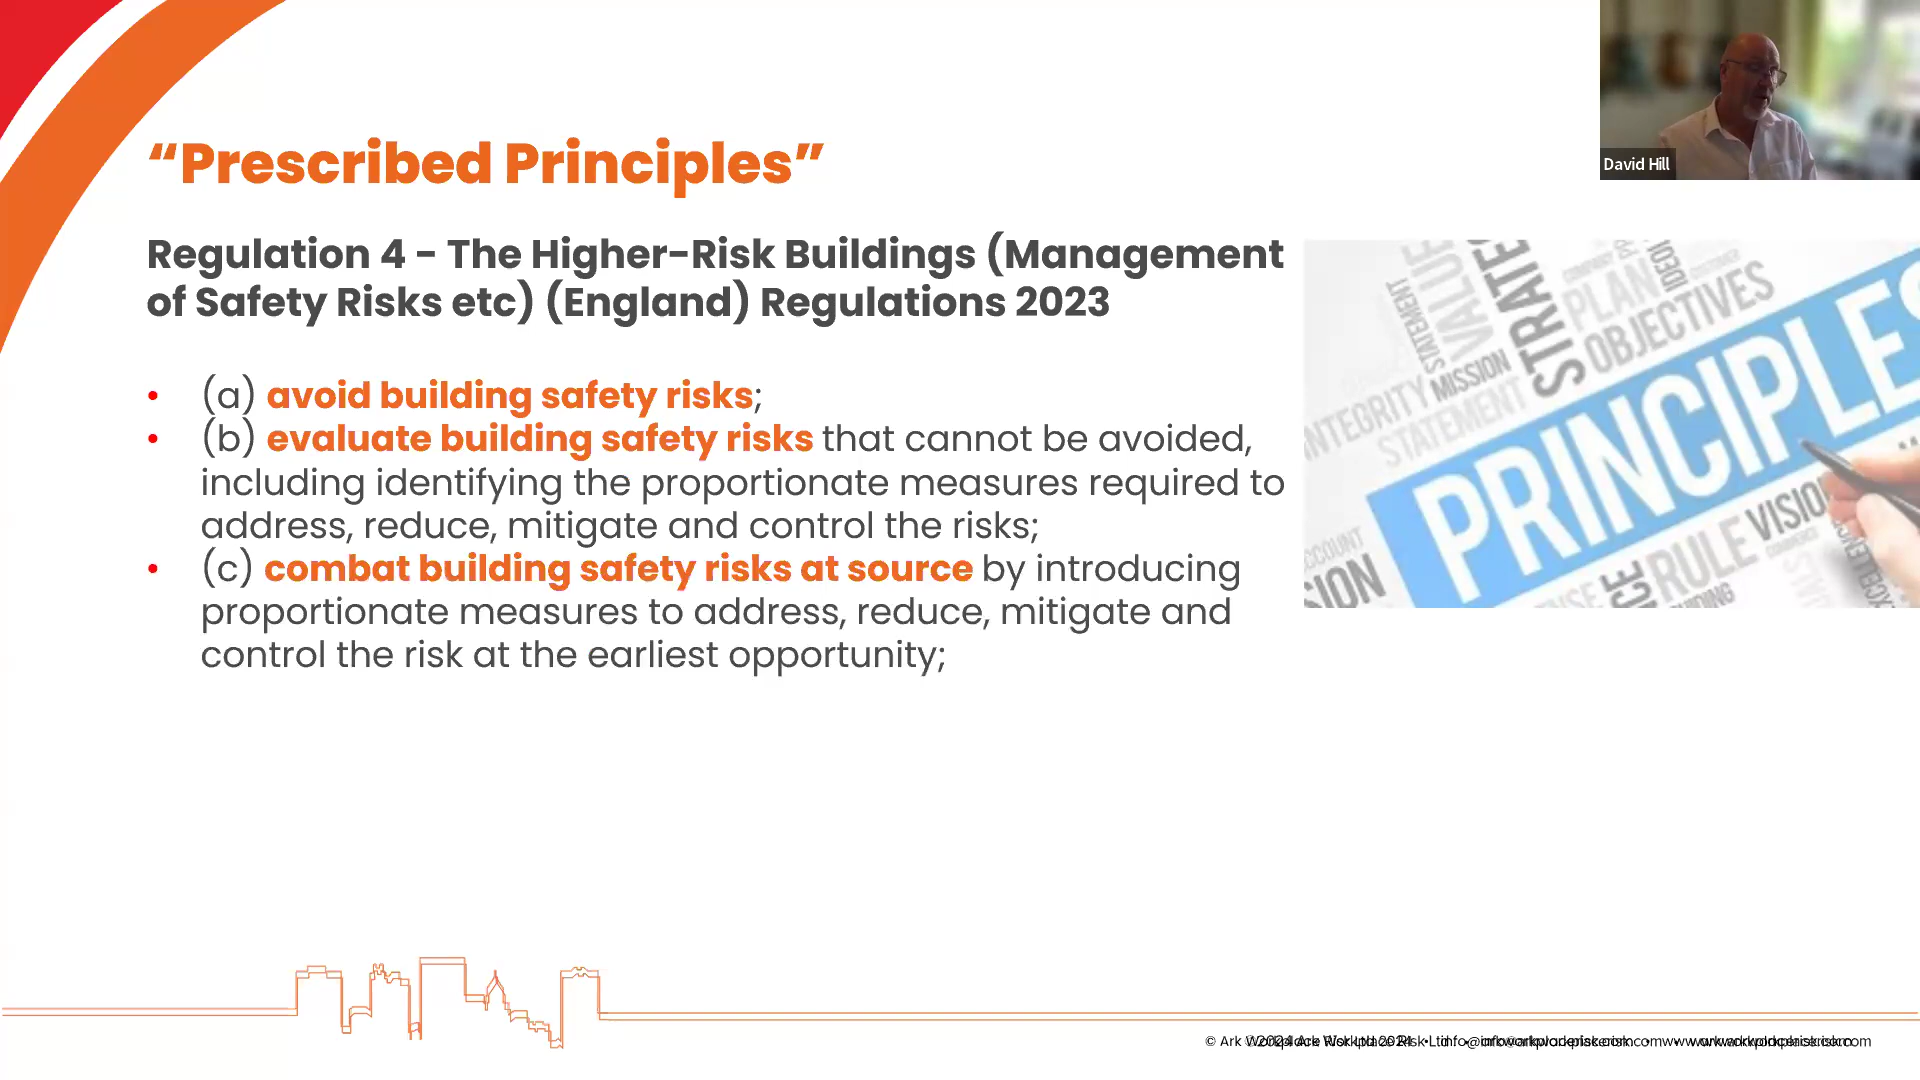 David Hill
“Prescribed Principles”
Regulation 4 - The Higher-Risk Buildings (Management
of Safety Risks etc) (England) Regulations 2023
• (a) avoid building safety risks;
• (b) evaluate building safety risks that cannot be avoided,
including identifying the proportionate measures required to
address, reduce, mitigate and control the risks;
• (c) combat building safety risks at source by introducing
proportionate measures to address, reduce, mitigate and
control the risk at the earliest opportunity;
VALUE
STRATE
PLAN
OBJECTIVES
STATEMENT
MISSION
INTEGRITY
STATEMENT
PRINCIPLES
VISION
RULE
© Ark